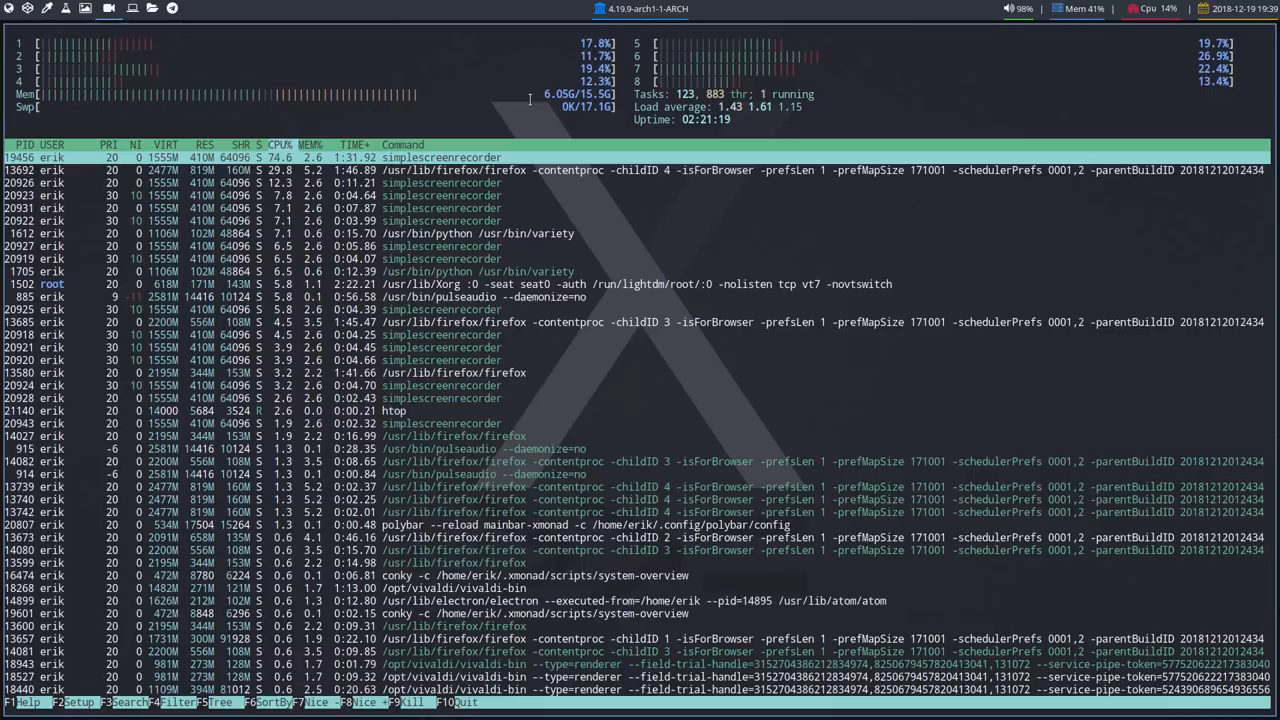 4.19.9-arch1-1-ARCH 98% Mem 41% Cpu 14% 2018-12-19 19:39
1 [ 17.8%] 5 [ 19.7%]
2 [ 11.7%] 6 [ 26.9%]
3 [ 19.4%] 7 [ 22.4%]
4 [ 12.3%] 8 [ 13.4%]
Mem[ 6.05G/15.5G] Tasks: 123, 883 thr; 1 running
Swp[ 0K/17.1G] Load average: 1.43 1.61 1.15
Uptime: 02:21:19
PID USER PRI NI VIRT RES SHR S CPU% MEM% TIME+ Command
19456 erik 20 0 1555M 410M 64096 S 74.6 2.6 1:31.92 simplescreenrecorder
13692 erik 20 0 2477M 819M 160M S 29.8 5.2 1:46.89 /usr/lib/firefox/firefox -contentproc -childID 4 -isForBrowser -prefsLen 1 -prefMapSize 171001 -schedulerPrefs 0001,2 -parentBuildID 20181212012434
20926 erik 20 0 1555M 410M 64096 S 12.3 2.6 0:11.21 simplescreenrecorder
20923 erik 30 10 1555M 410M 64096 S 7.8 2.6 0:04.64 simplescreenrecorder
20931 erik 20 0 1555M 410M 64096 S 7.1 2.6 0:07.87 simplescreenrecorder
20922 erik 30 10 1555M 410M 64096 S 7.1 2.6 0:03.99 simplescreenrecorder
1612 erik 20 0 1106M 102M 48864 S 7.1 0.6 0:15.70 /usr/bin/python /usr/bin/variety
20927 erik 20 0 1555M 410M 64096 S 6.5 2.6 0:05.86 simplescreenrecorder
20919 erik 30 10 1555M 410M 64096 S 6.5 2.6 0:04.59 simplescreenrecorder
1705 erik 20 0 1106M 102M 48864 S 6.5 0.6 0:12.39 /usr/bin/python /usr/bin/variety
1502 root 20 0 618M 171M 143M S 5.8 1.1 2:22.21 /usr/lib/Xorg :0 -seat seat0 -auth /run/lightdm/root/:0 -nolisten tcp vt7 -novtswitch
885 erik 9 -11 2581M 14416 10124 S 5.8 0.1 0:56.58 /usr/bin/pulseaudio --daemonize=no
20925 erik 30 10 1555M 410M 64096 S 5.8 2.6 0:04.39 simplescreenrecorder
13685 erik 20 0 2200M 556M 108M S 4.5 3.5 1:45.47 /usr/lib/firefox/firefox -contentproc -childID 3 -isForBrowser -prefsLen 1 -prefMapSize 171001 -schedulerPrefs 0001,2 -parentBuildID 20181212012434
20918 erik 30 10 1555M 410M 64096 S 4.5 2.6 0:04.25 simplescreenrecorder
20921 erik 30 10 1555M 410M 64096 S 3.9 2.6 0:04.45 simplescreenrecorder
20920 erik 30 10 1555M 410M 64096 S 3.9 2.6 0:04.66 simplescreenrecorder
13580 erik 20 0 2195M 344M 153M S 3.2 2.2 1:41.66 /usr/lib/firefox/firefox
20924 erik 30 10 1555M 410M 64096 S 3.2 2.6 0:04.70 simplescreenrecorder
20928 erik 20 0 1555M 410M 64096 S 2.6 2.6 0:02.43 simplescreenrecorder
21140 erik 20 0 14000 5684 3524 R 2.6 0.0 0:00.21 htop
20943 erik 20 0 1555M 410M 64096 S 1.9 2.6 0:02.32 simplescreenrecorder
14027 erik 20 0 2195M 344M 153M S 1.9 2.2 0:16.99 /usr/lib/firefox/firefox
915 erik -6 0 2581M 14416 10124 S 1.3 0.1 0:28.35 /usr/bin/pulseaudio --daemonize=no
14082 erik 20 0 2200M 556M 108M S 1.3 3.5 0:08.65 /usr/lib/firefox/firefox -contentproc -childID 3 -isForBrowser -prefsLen 1 -prefMapSize 171001 -schedulerPrefs 0001,2 -parentBuildID 20181212012434
914 erik -6 0 2581M 14416 10124 S 1.3 0.1 0:00.84 /usr/bin/pulseaudio --daemonize=no
13739 erik 20 0 2477M 819M 160M S 1.3 5.2 0:02.37 /usr/lib/firefox/firefox -contentproc -childID 4 -isForBrowser -prefsLen 1 -prefMapSize 171001 -schedulerPrefs 0001,2 -parentBuildID 20181212012434
13740 erik 20 0 2477M 819M 160M S 1.3 5.2 0:02.25 /usr/lib/firefox/firefox -contentproc -childID 4 -isForBrowser -prefsLen 1 -prefMapSize 171001 -schedulerPrefs 0001,2 -parentBuildID 20181212012434
13742 erik 20 0 2477M 819M 160M S 1.3 5.2 0:02.01 /usr/lib/firefox/firefox -contentproc -childID 4 -isForBrowser -prefsLen 1 -prefMapSize 171001 -schedulerPrefs 0001,2 -parentBuildID 20181212012434
20807 erik 20 0 534M 17504 15264 S 1.3 0.1 0:00.48 polybar --reload mainbar-xmonad -c /home/erik/.config/polybar/config
13673 erik 20 0 2091M 658M 135M S 0.6 4.1 0:46.16 /usr/lib/firefox/firefox -contentproc -childID 2 -isForBrowser -prefsLen 1 -prefMapSize 171001 -schedulerPrefs 0001,2 -parentBuildID 20181212012434
14080 erik 20 0 2200M 556M 108M S 0.6 3.5 0:15.70 /usr/lib/firefox/firefox -contentproc -childID 3 -isForBrowser -prefsLen 1 -prefMapSize 171001 -schedulerPrefs 0001,2 -parentBuildID 20181212012434
13599 erik 20 0 2195M 344M 153M S 0.6 2.2 0:14.98 /usr/lib/firefox/firefox
16474 erik 20 0 472M 8780 6224 S 0.6 0.1 0:06.81 conky -c /home/erik/.xmonad/scripts/system-overview
18268 erik 20 0 1482M 271M 121M S 0.6 1.7 1:13.00 /opt/vivaldi/vivaldi-bin
14899 erik 20 0 1626M 212M 102M S 0.6 1.3 0:12.80 /usr/lib/electron/electron --executed-from=/home/erik --pid=14895 /usr/lib/atom/atom
19601 erik 20 0 472M 8848 6296 S 0.6 0.1 0:02.15 conky -c /home/erik/.xmonad/scripts/system-overview
13600 erik 20 0 2195M 344M 153M S 0.6 2.2 0:09.31 /usr/lib/firefox/firefox
13657 erik 20 0 1731M 300M 91928 S 0.6 1.9 0:22.10 /usr/lib/firefox/firefox -contentproc -childID 1 -isForBrowser -prefsLen 1 -prefMapSize 171001 -schedulerPrefs 0001,2 -parentBuildID 20181212012434
14081 erik 20 0 2200M 556M 108M S 0.6 3.5 0:09.85 /usr/lib/firefox/firefox -contentproc -childID 3 -isForBrowser -prefsLen 1 -prefMapSize 171001 -schedulerPrefs 0001,2 -parentBuildID 20181212012434
18943 erik 20 0 981M 273M 128M S 0.6 1.7 0:01.79 /opt/vivaldi/vivaldi-bin --type=renderer --field-trial-handle=3152704386212834974,8250679457820413041,131072 --service-pipe-token=5775206222217383040
18527 erik 20 0 981M 273M 128M S 0.6 1.7 0:09.32 /opt/vivaldi/vivaldi-bin --type=renderer --field-trial-handle=3152704386212834974,8250679457820413041,131072 --service-pipe-token=5775206222217383040
18440 erik 20 0 1109M 394M 81012 S 0.6 2.5 0:20.63 /opt/vivaldi/vivaldi-bin --type=renderer --field-trial-handle=3152704386212834974,8250679457820413041,131072 --service-pipe-token=5243906896549365​56
F1Help F2Setup F3SearchF4FilterF5Tree F6SortByF7Nice -F8Nice +F9Kill F10Quit